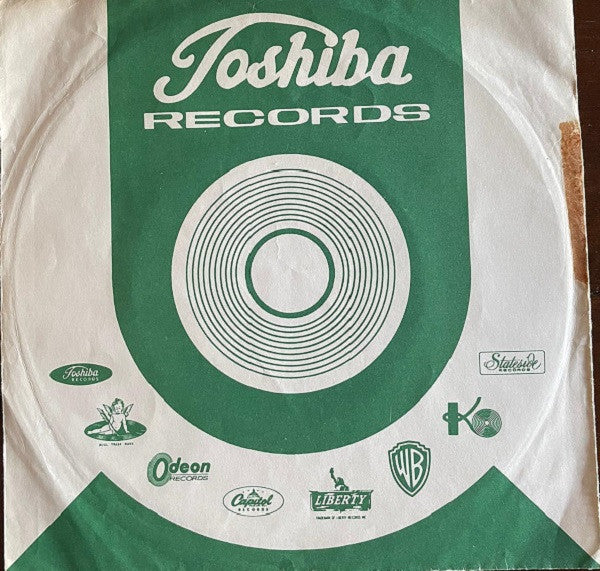 Toshiba
RECORDS
Toshiba
RECORDS
Odeon
RECORDS
Capitol
RECORDS
LIBERTY
WB
K
Stateside
RECORDS